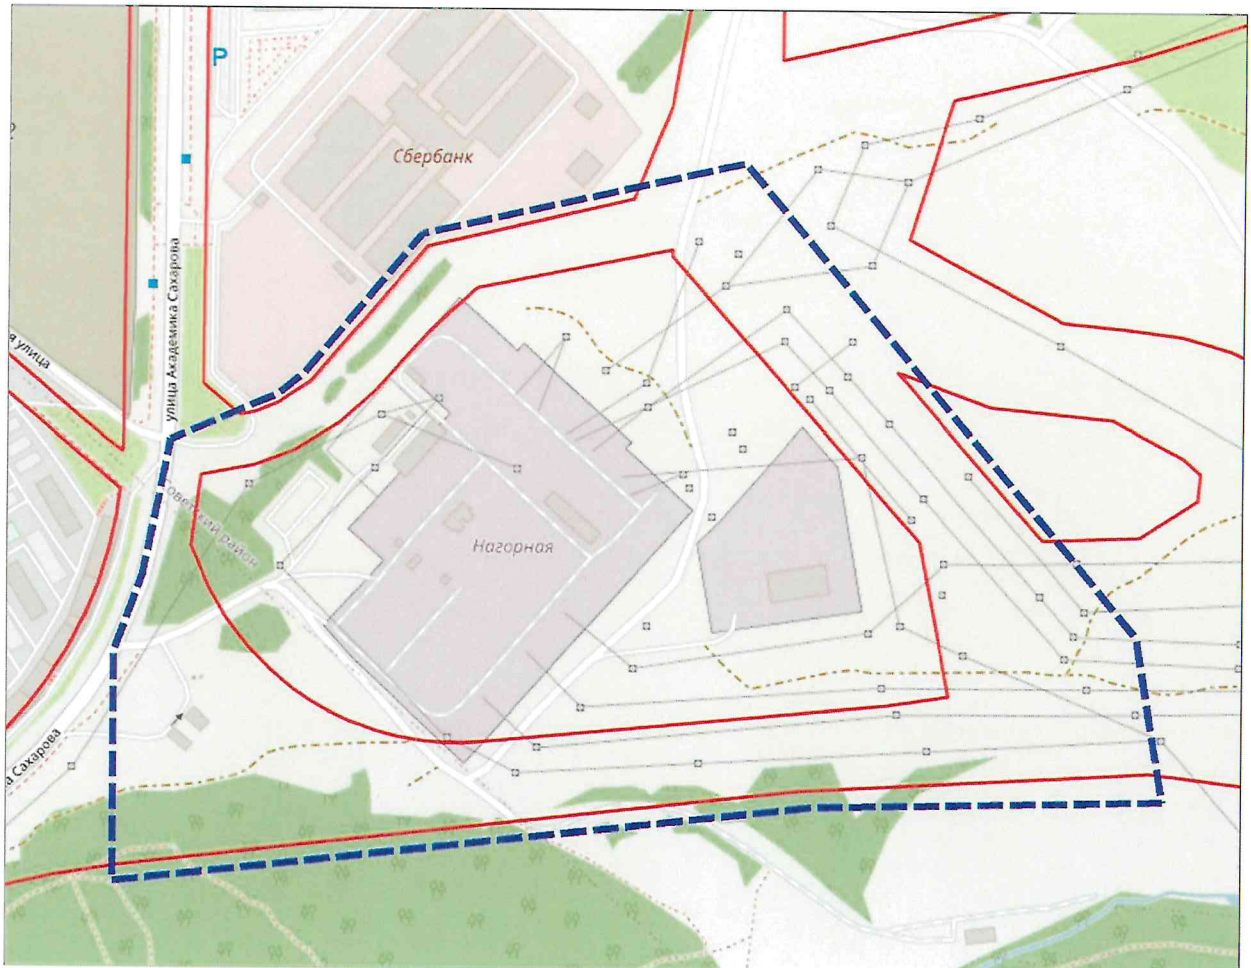 P
Сбербанк
улица Академика Сахарова
я улица
Советский район
Нагорная
а Сахарова